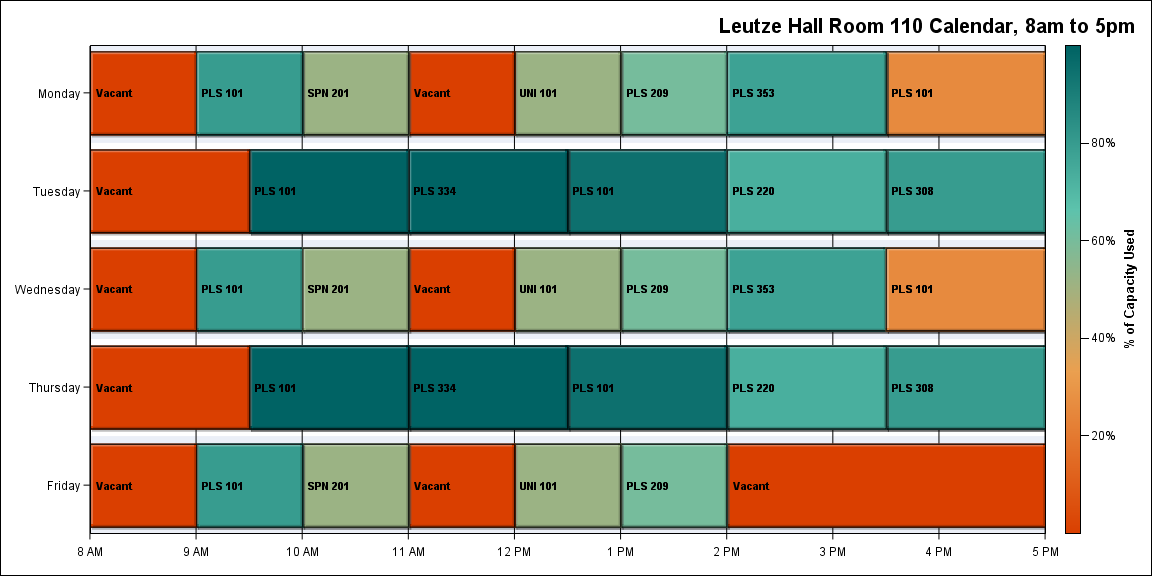 Leutze Hall Room 110 Calendar, 8am to 5pm
Monday
Vacant
PLS 101
SPN 201
Vacant
UNI 101
PLS 209
PLS 353
PLS 101
Tuesday
Vacant
PLS 101
PLS 334
PLS 101
PLS 220
PLS 308
Wednesday
Vacant
PLS 101
SPN 201
Vacant
UNI 101
PLS 209
PLS 353
PLS 101
Thursday
Vacant
PLS 101
PLS 334
PLS 101
PLS 220
PLS 308
Friday
Vacant
PLS 101
SPN 201
Vacant
UNI 101
PLS 209
Vacant
8 AM
9 AM
10 AM
11 AM
12 PM
1 PM
2 PM
3 PM
4 PM
5 PM
80%
60%
40%
20%
% of Capacity Used